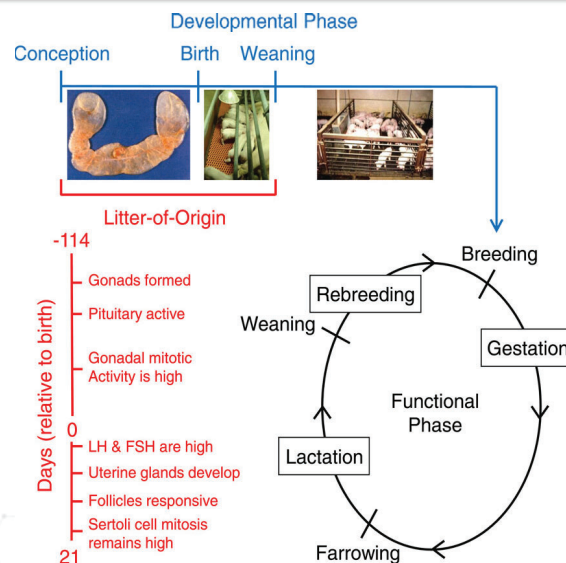 Developmental Phase
Conception
Birth
Weaning
Litter-of-Origin
-114
Gonads formed
Pituitary active
Gonadal mitotic
Activity is high
Days (relative to birth)
0
LH & FSH are high
Uterine glands develop
Follicles responsive
Sertoli cell mitosis
remains high
21
Breeding
Rebreeding
Weaning
Gestation
Functional
Phase
Lactation
Farrowing